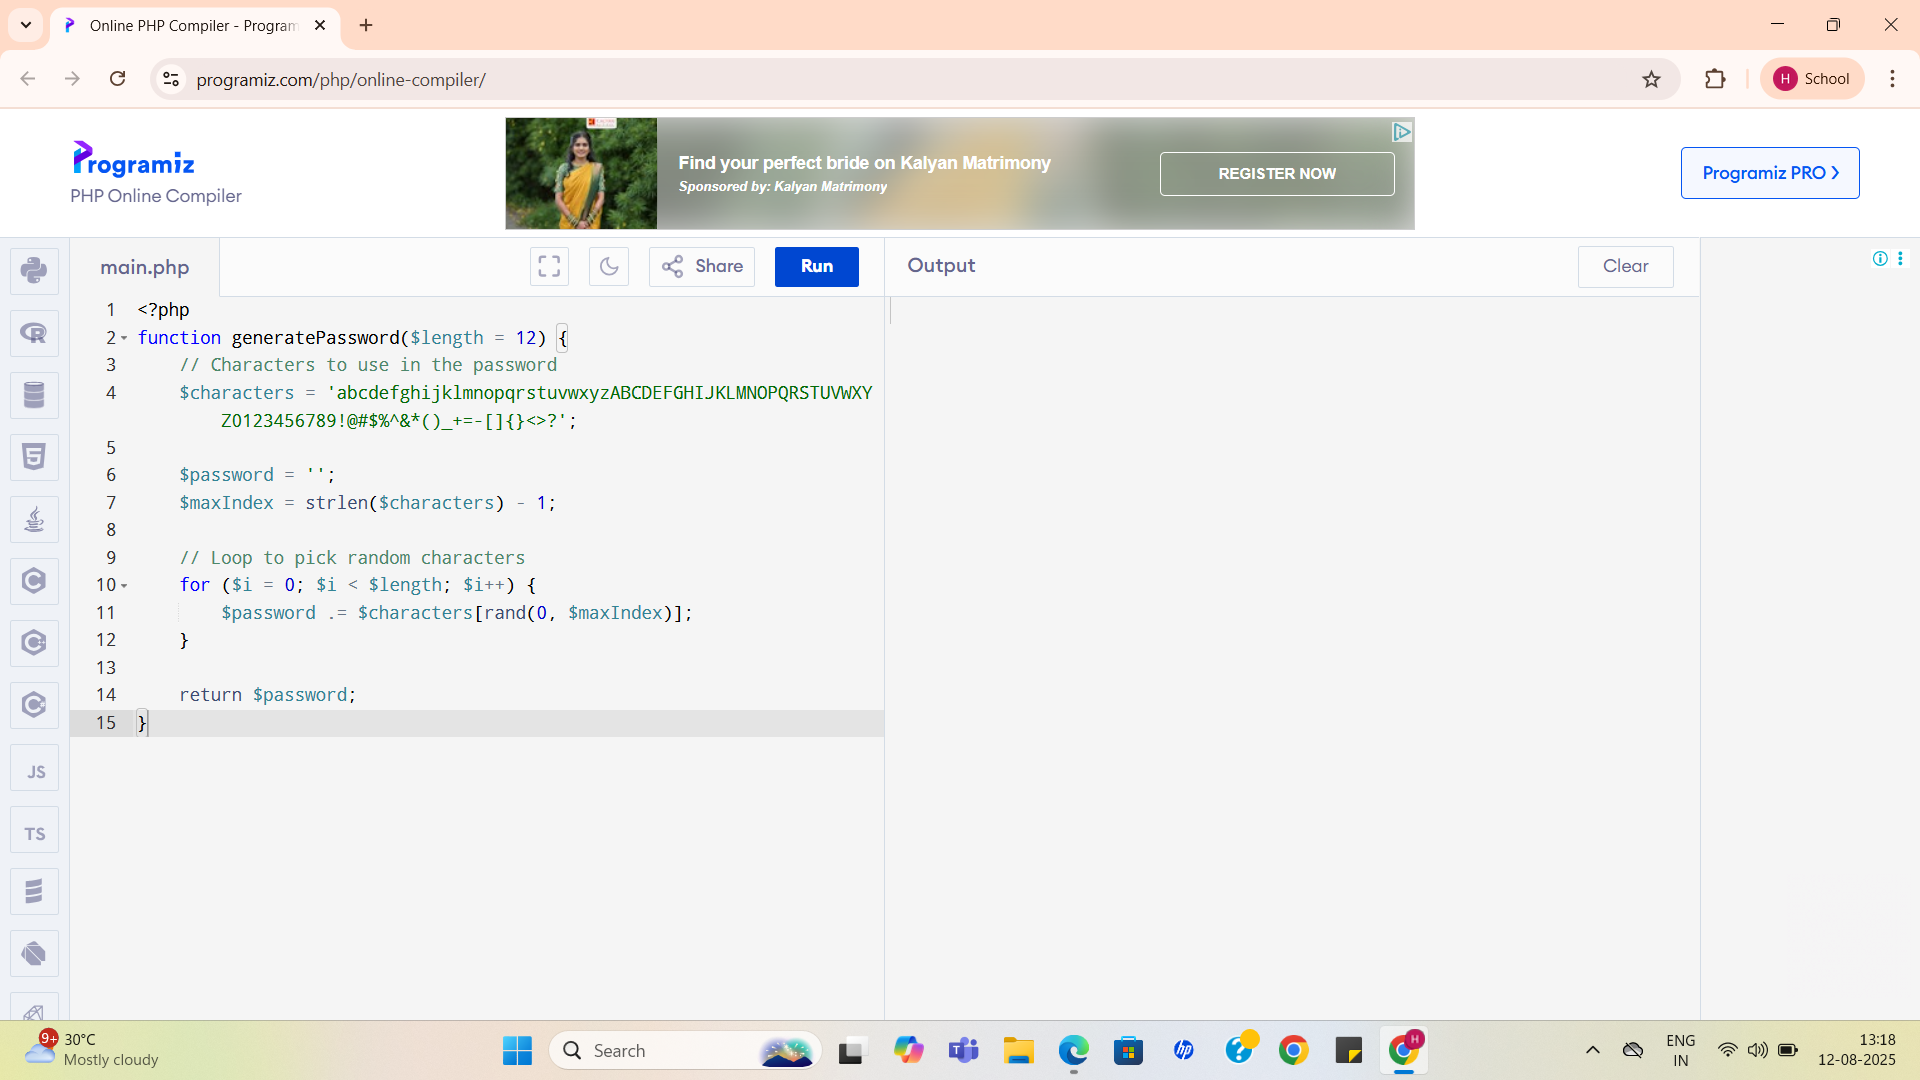 Online PHP Compiler - Program
programiz.com/php/online-compiler/
H School
Programiz
PHP Online Compiler
Find your perfect bride on Kalyan Matrimony
Sponsored by: Kalyan Matrimony
REGISTER NOW
Programiz PRO >
main.php
Share
Run
Output
Clear
1 <?php
2 function generatePassword($length = 12) {
3 // Characters to use in the password
4 $characters = 'abcdefghijklmnopqrstuvwxyzABCDEFGHIJKLMNOPQRSTUVWXY
Z0123456789!@#$%^&*()_+=-[]{}<>?';
5
6 $password = '';
7 $maxIndex = strlen($characters) - 1;
8
9 // Loop to pick random characters
10 for ($i = 0; $i < $length; $i++) {
11 $password .= $characters[rand(0, $maxIndex)];
12 }
13
14 return $password;
15 }
JS
TS
9+
30°C
Mostly cloudy
Search
hp
H
ENG
IN
13:18
12-08-2025